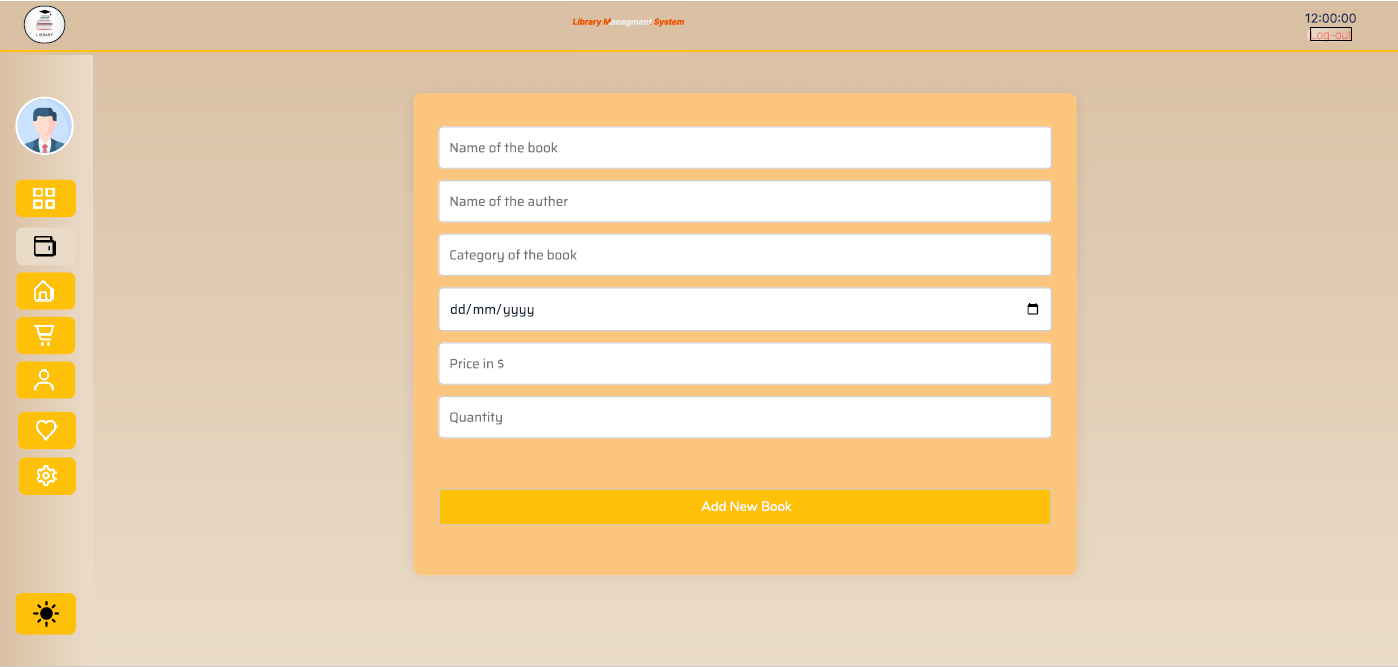 LIBRARY
Library Managment System
12:00:00
Log-out
Name of the book
Name of the auther
Category of the book
dd/mm/yyyy
Price in $
Quantity
Add New Book